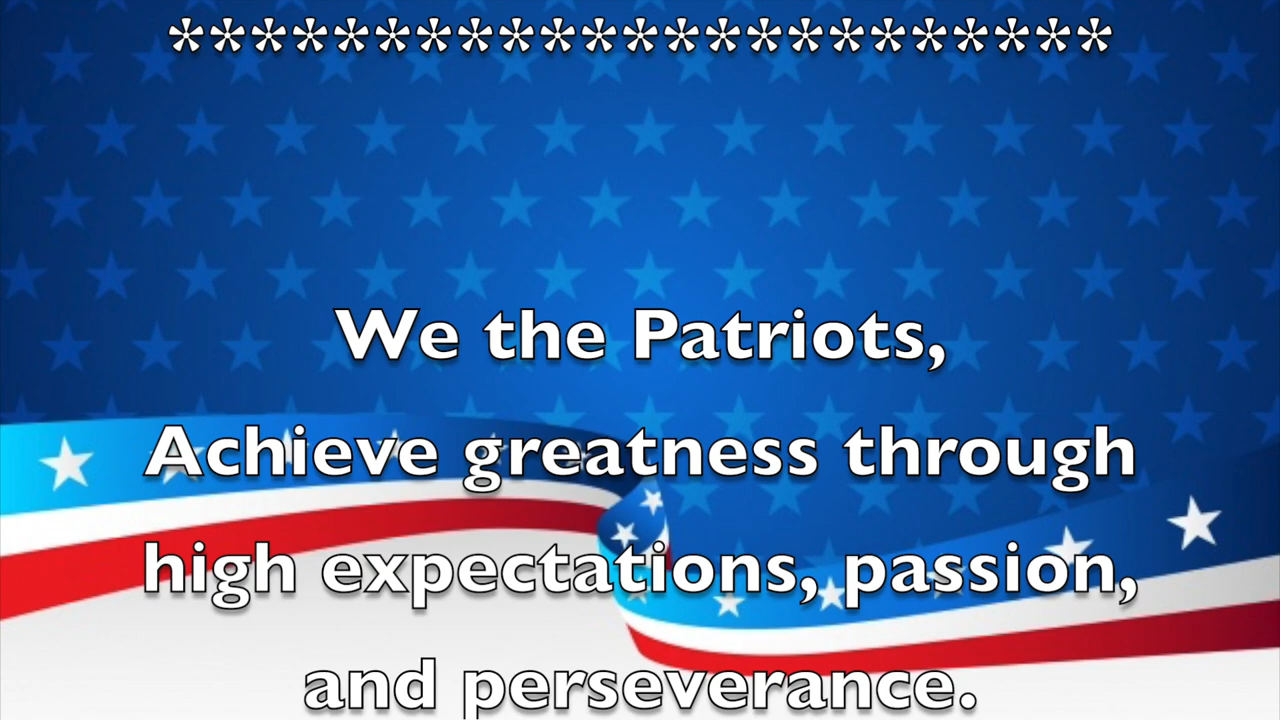 ***********************
We the Patriots,
Achieve greatness through
high expectations, passion,
and perseverance.